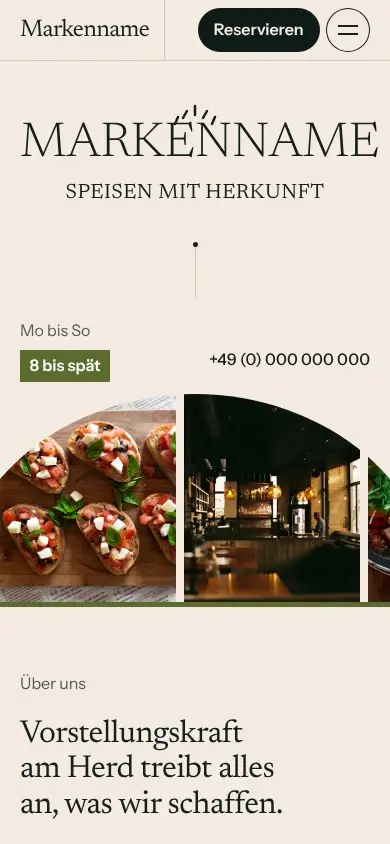 Markenname
Reservieren
MARKENNAME
SPEISEN MIT HERKUNFT
Mo bis So
8 bis spät
+49 (0) 000 000 000
Über uns
Vorstellungskraft
am Herd treibt alles
an, was wir schaffen.